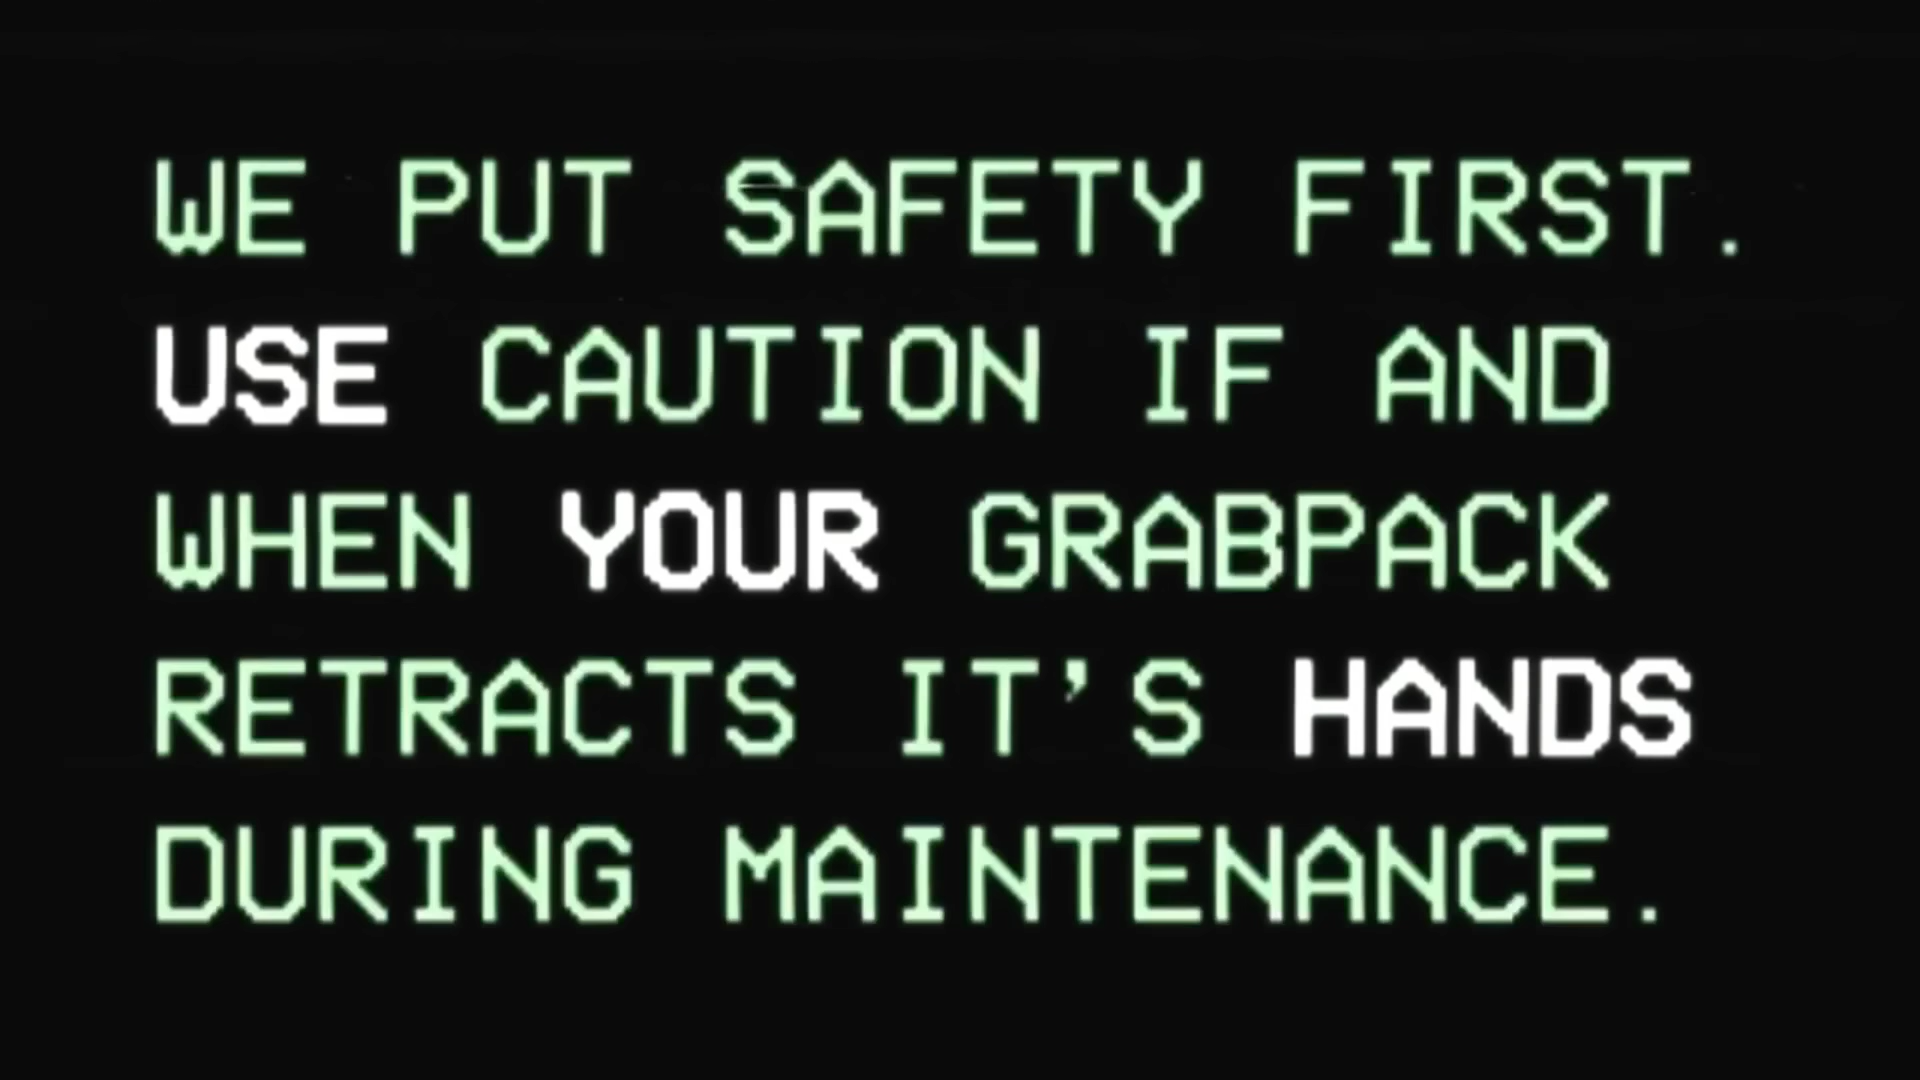 WE PUT SAFETY FIRST.
USE CAUTION IF AND
WHEN YOUR GRABPACK
RETRACTS IT'S HANDS
DURING MAINTENANCE.